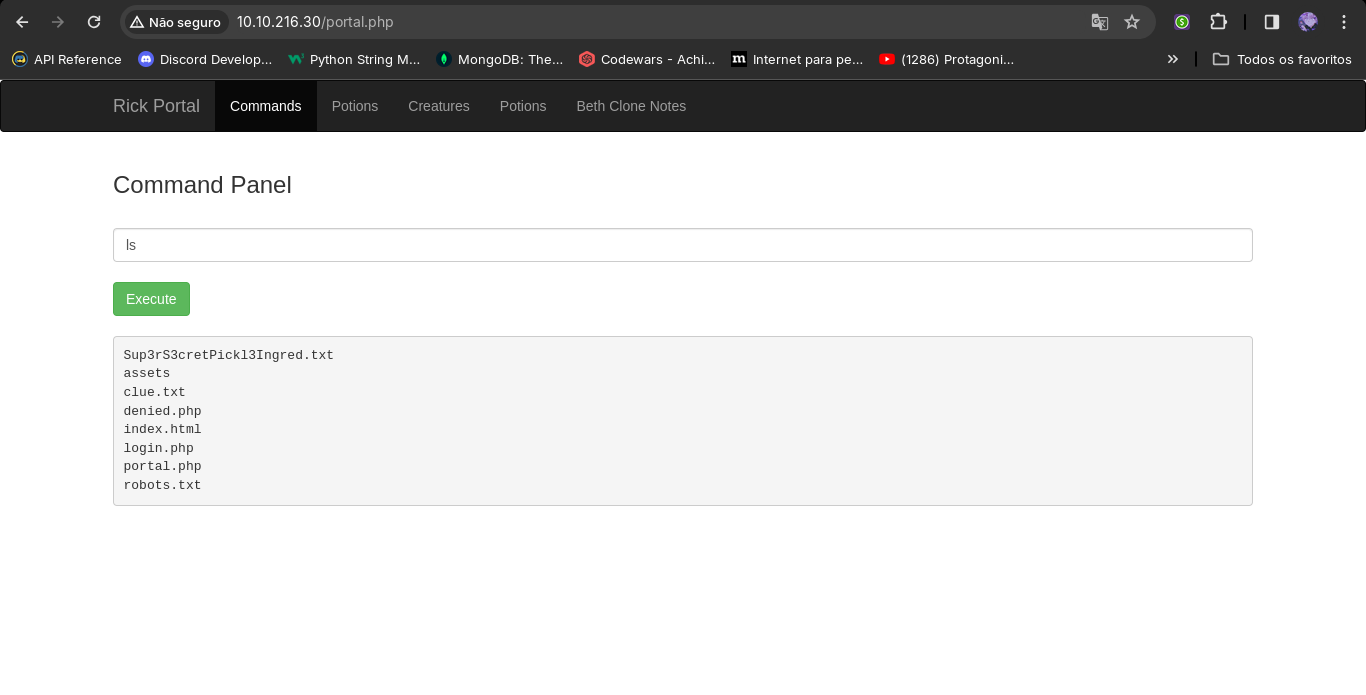 Não seguro 10.10.216.30/portal.php
API Reference Discord Develop... Python String M... MongoDB: The... Codewars - Achi... Internet para pe... (1286) Protagoni... » Todos os favoritos
Rick Portal Commands Potions Creatures Potions Beth Clone Notes
Command Panel
ls
Execute
Sup3rS3cretPickl3Ingred.txt
assets
clue.txt
denied.php
index.html
login.php
portal.php
robots.txt